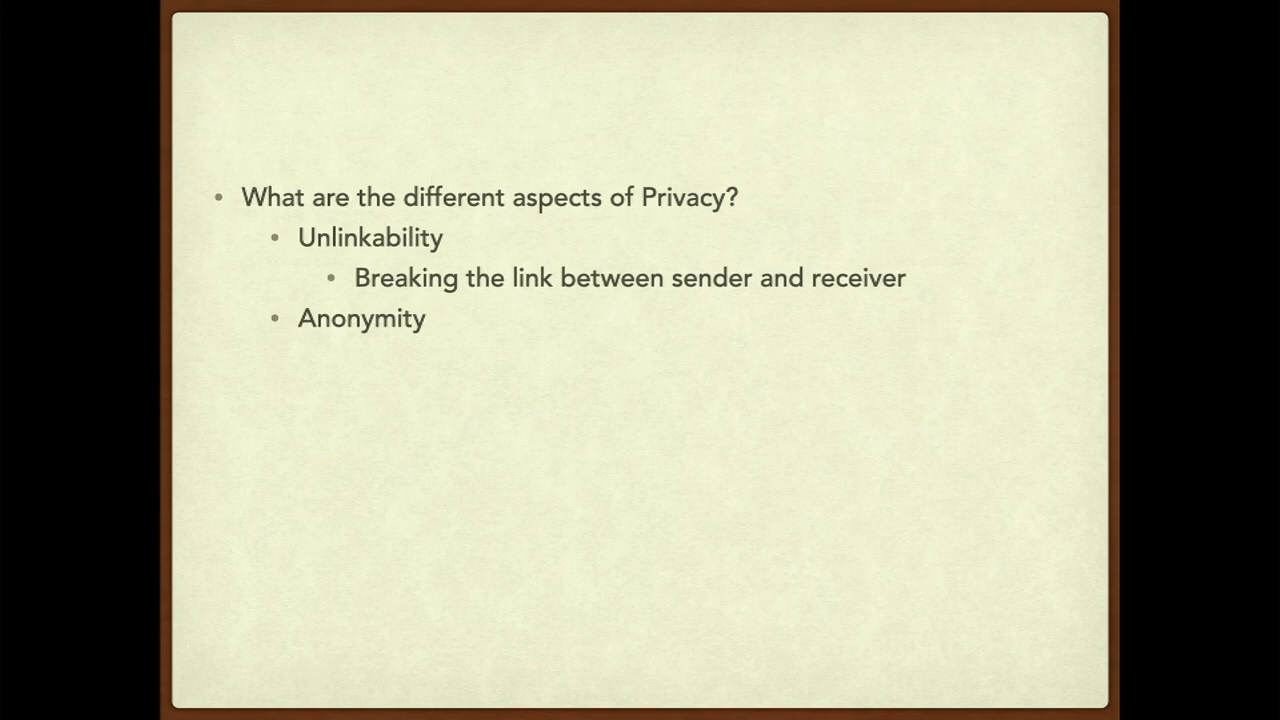 • What are the different aspects of Privacy?
• Unlinkability
• Breaking the link between sender and receiver
• Anonymity